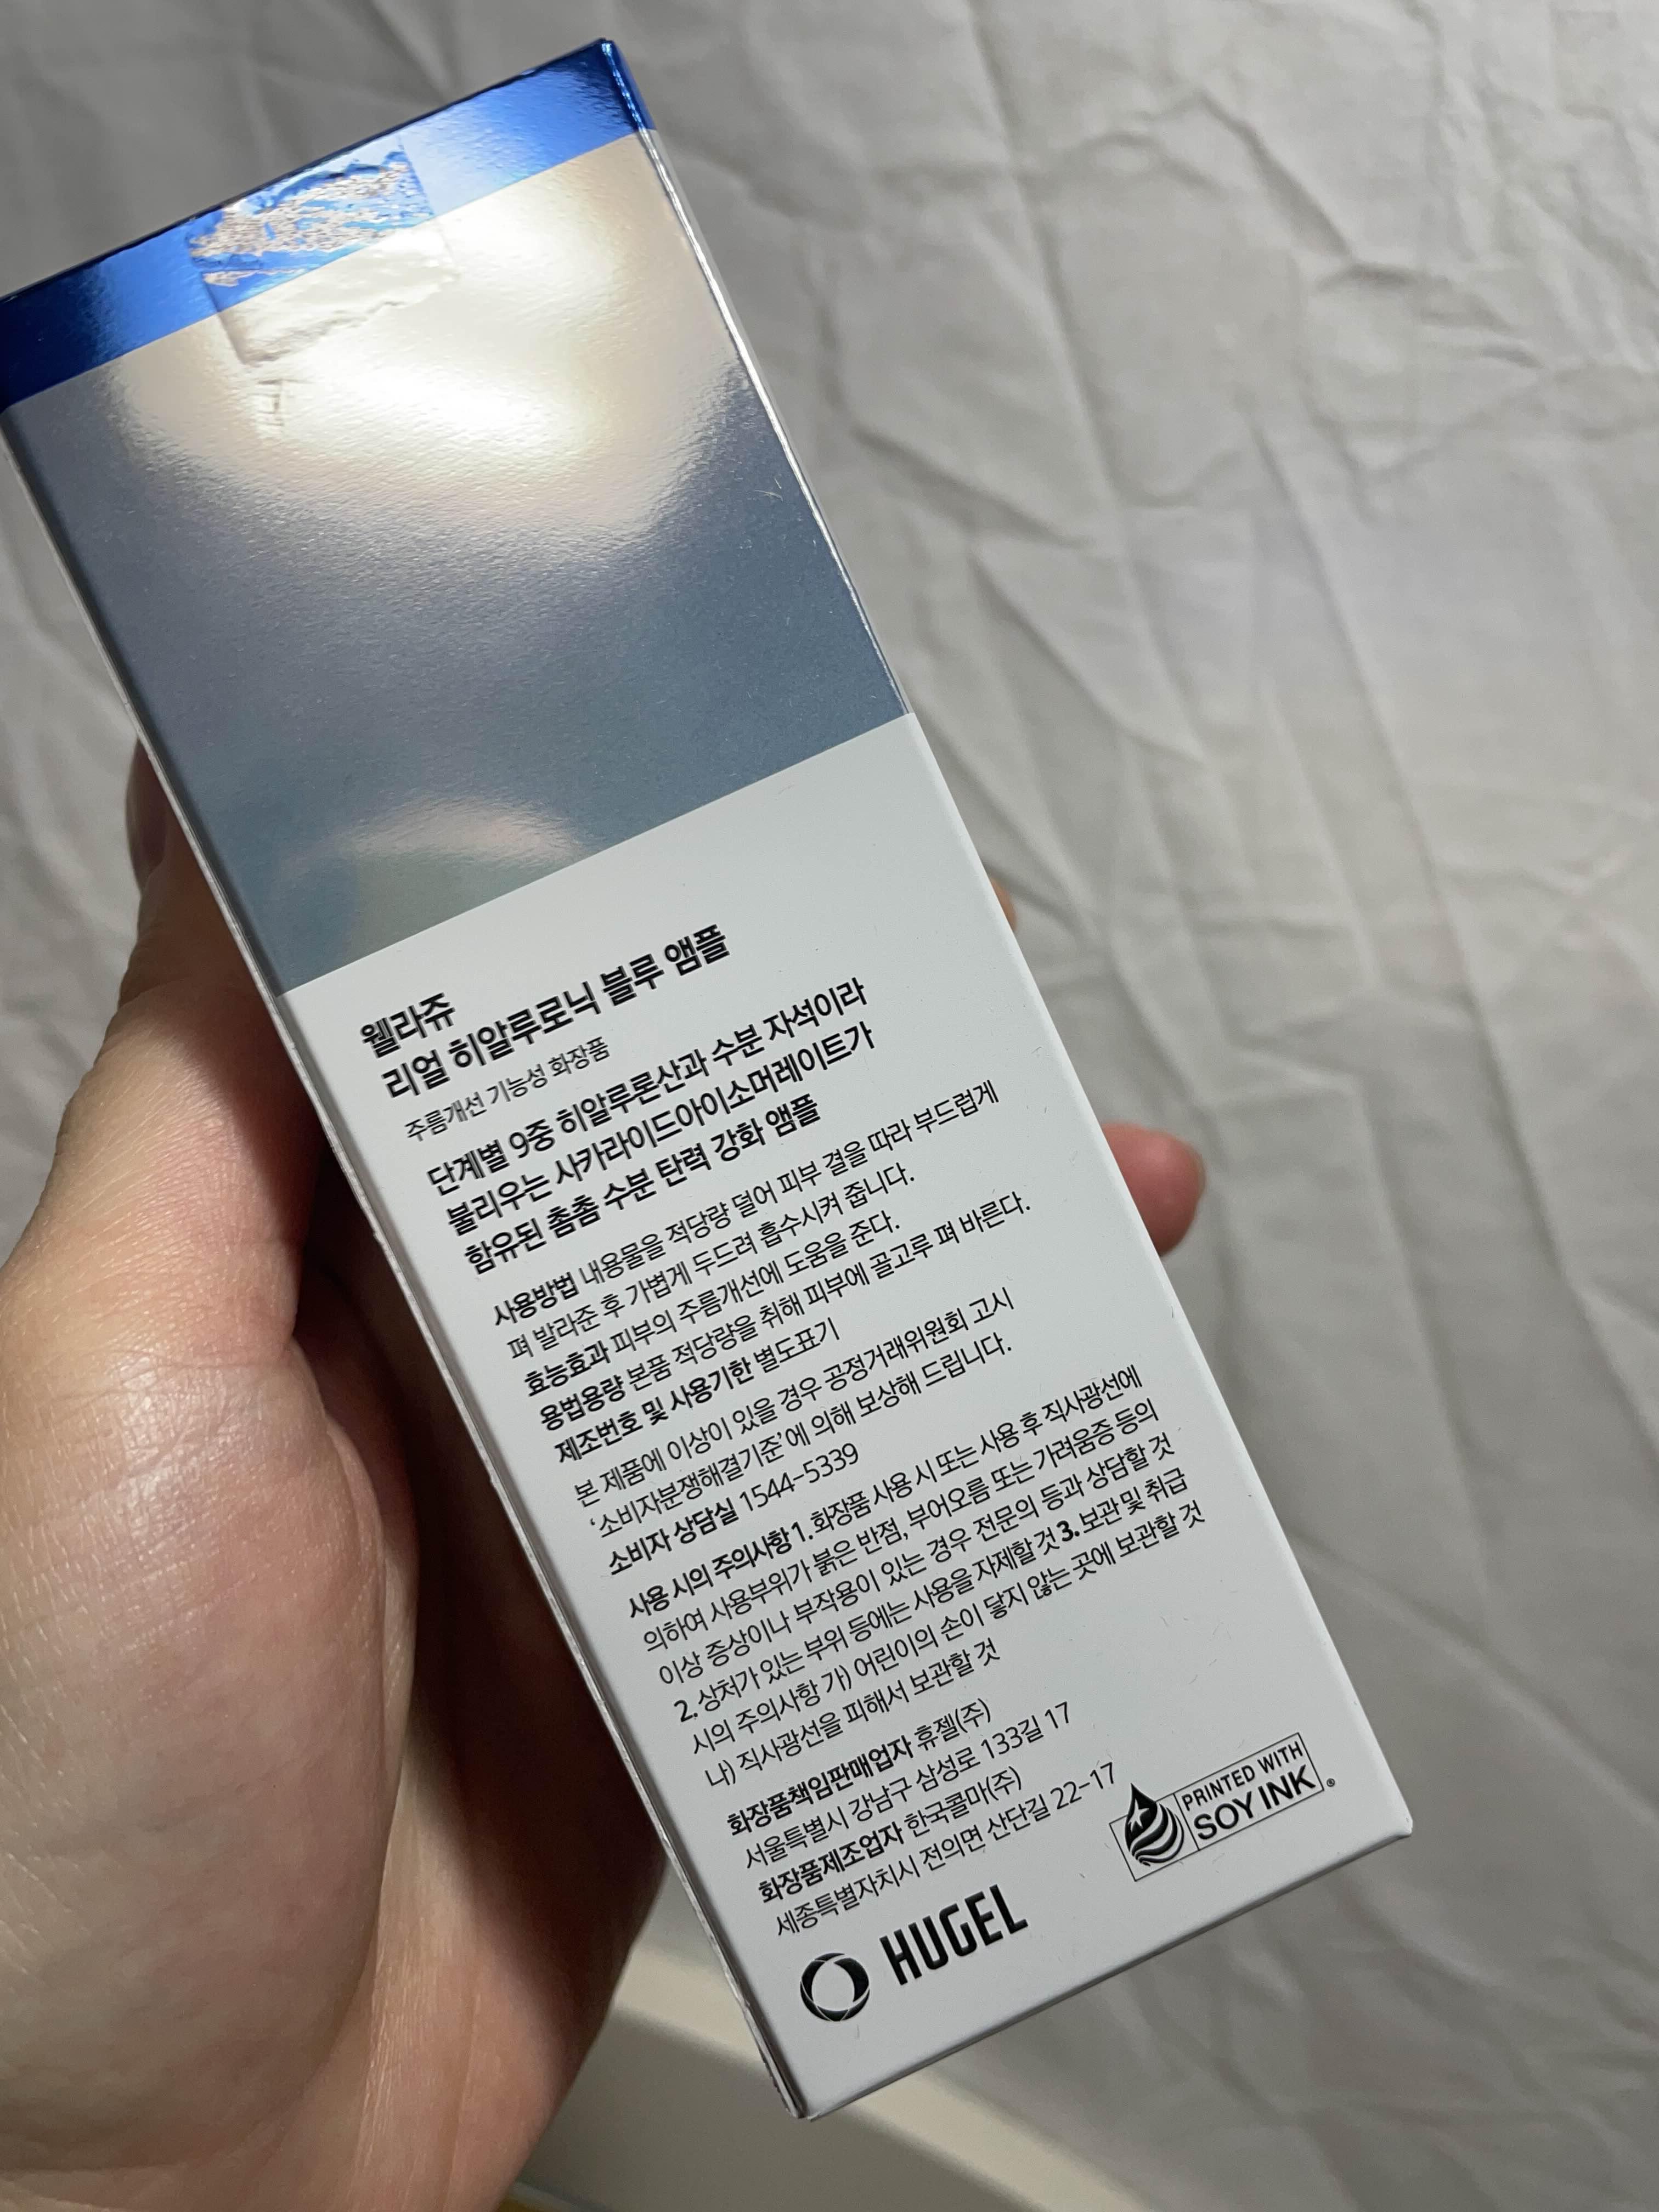 웰라쥬
리얼 히알루로닉 블루 앰플
주름개선 기능성 화장품
단계별 9중 히알루론산과 수분 자석이라
불리우는 사카라이드아이소머레이트가
함유된 촘촘 수분 탄력 강화 앰플
사용방법 내용물을 적당량 덜어 피부 결을 따라 부드럽게
펴 발라준 후 가볍게 두드려 흡수시켜 줍니다.
효능효과 피부의 주름개선에 도움을 준다.
용법용량 본품 적당량을 취해 피부에 골고루 펴 바른다.
제조번호 및 사용기한 별도표기
본 제품에 이상이 있을 경우 공정거래위원회 고시
'소비자분쟁해결기준'에 의해 보상해 드립니다.
소비자 상담실 1544-5339
사용 시의 주의사항 1. 화장품 사용 시 또는 사용 후 직사광선에
의하여 사용부위가 붉은 반점, 부어오름 또는 가려움증 등의
이상 증상이나 부작용이 있는 경우 전문의 등과 상담할 것
2. 상처가 있는 부위 등에는 사용을 자제할 것 3. 보관 및 취급
시의 주의사항 가) 어린이의 손이 닿지 않는 곳에 보관할 것
나) 직사광선을 피해서 보관할 것
화장품책임판매업자 휴젤(주)
서울특별시 강남구 삼성로 133길 17
화장품제조업자 한국콜마(주)
세종특별자치시 전의면 산단길 22-17
PRINTED WITH
SOY INK®
HUGEL